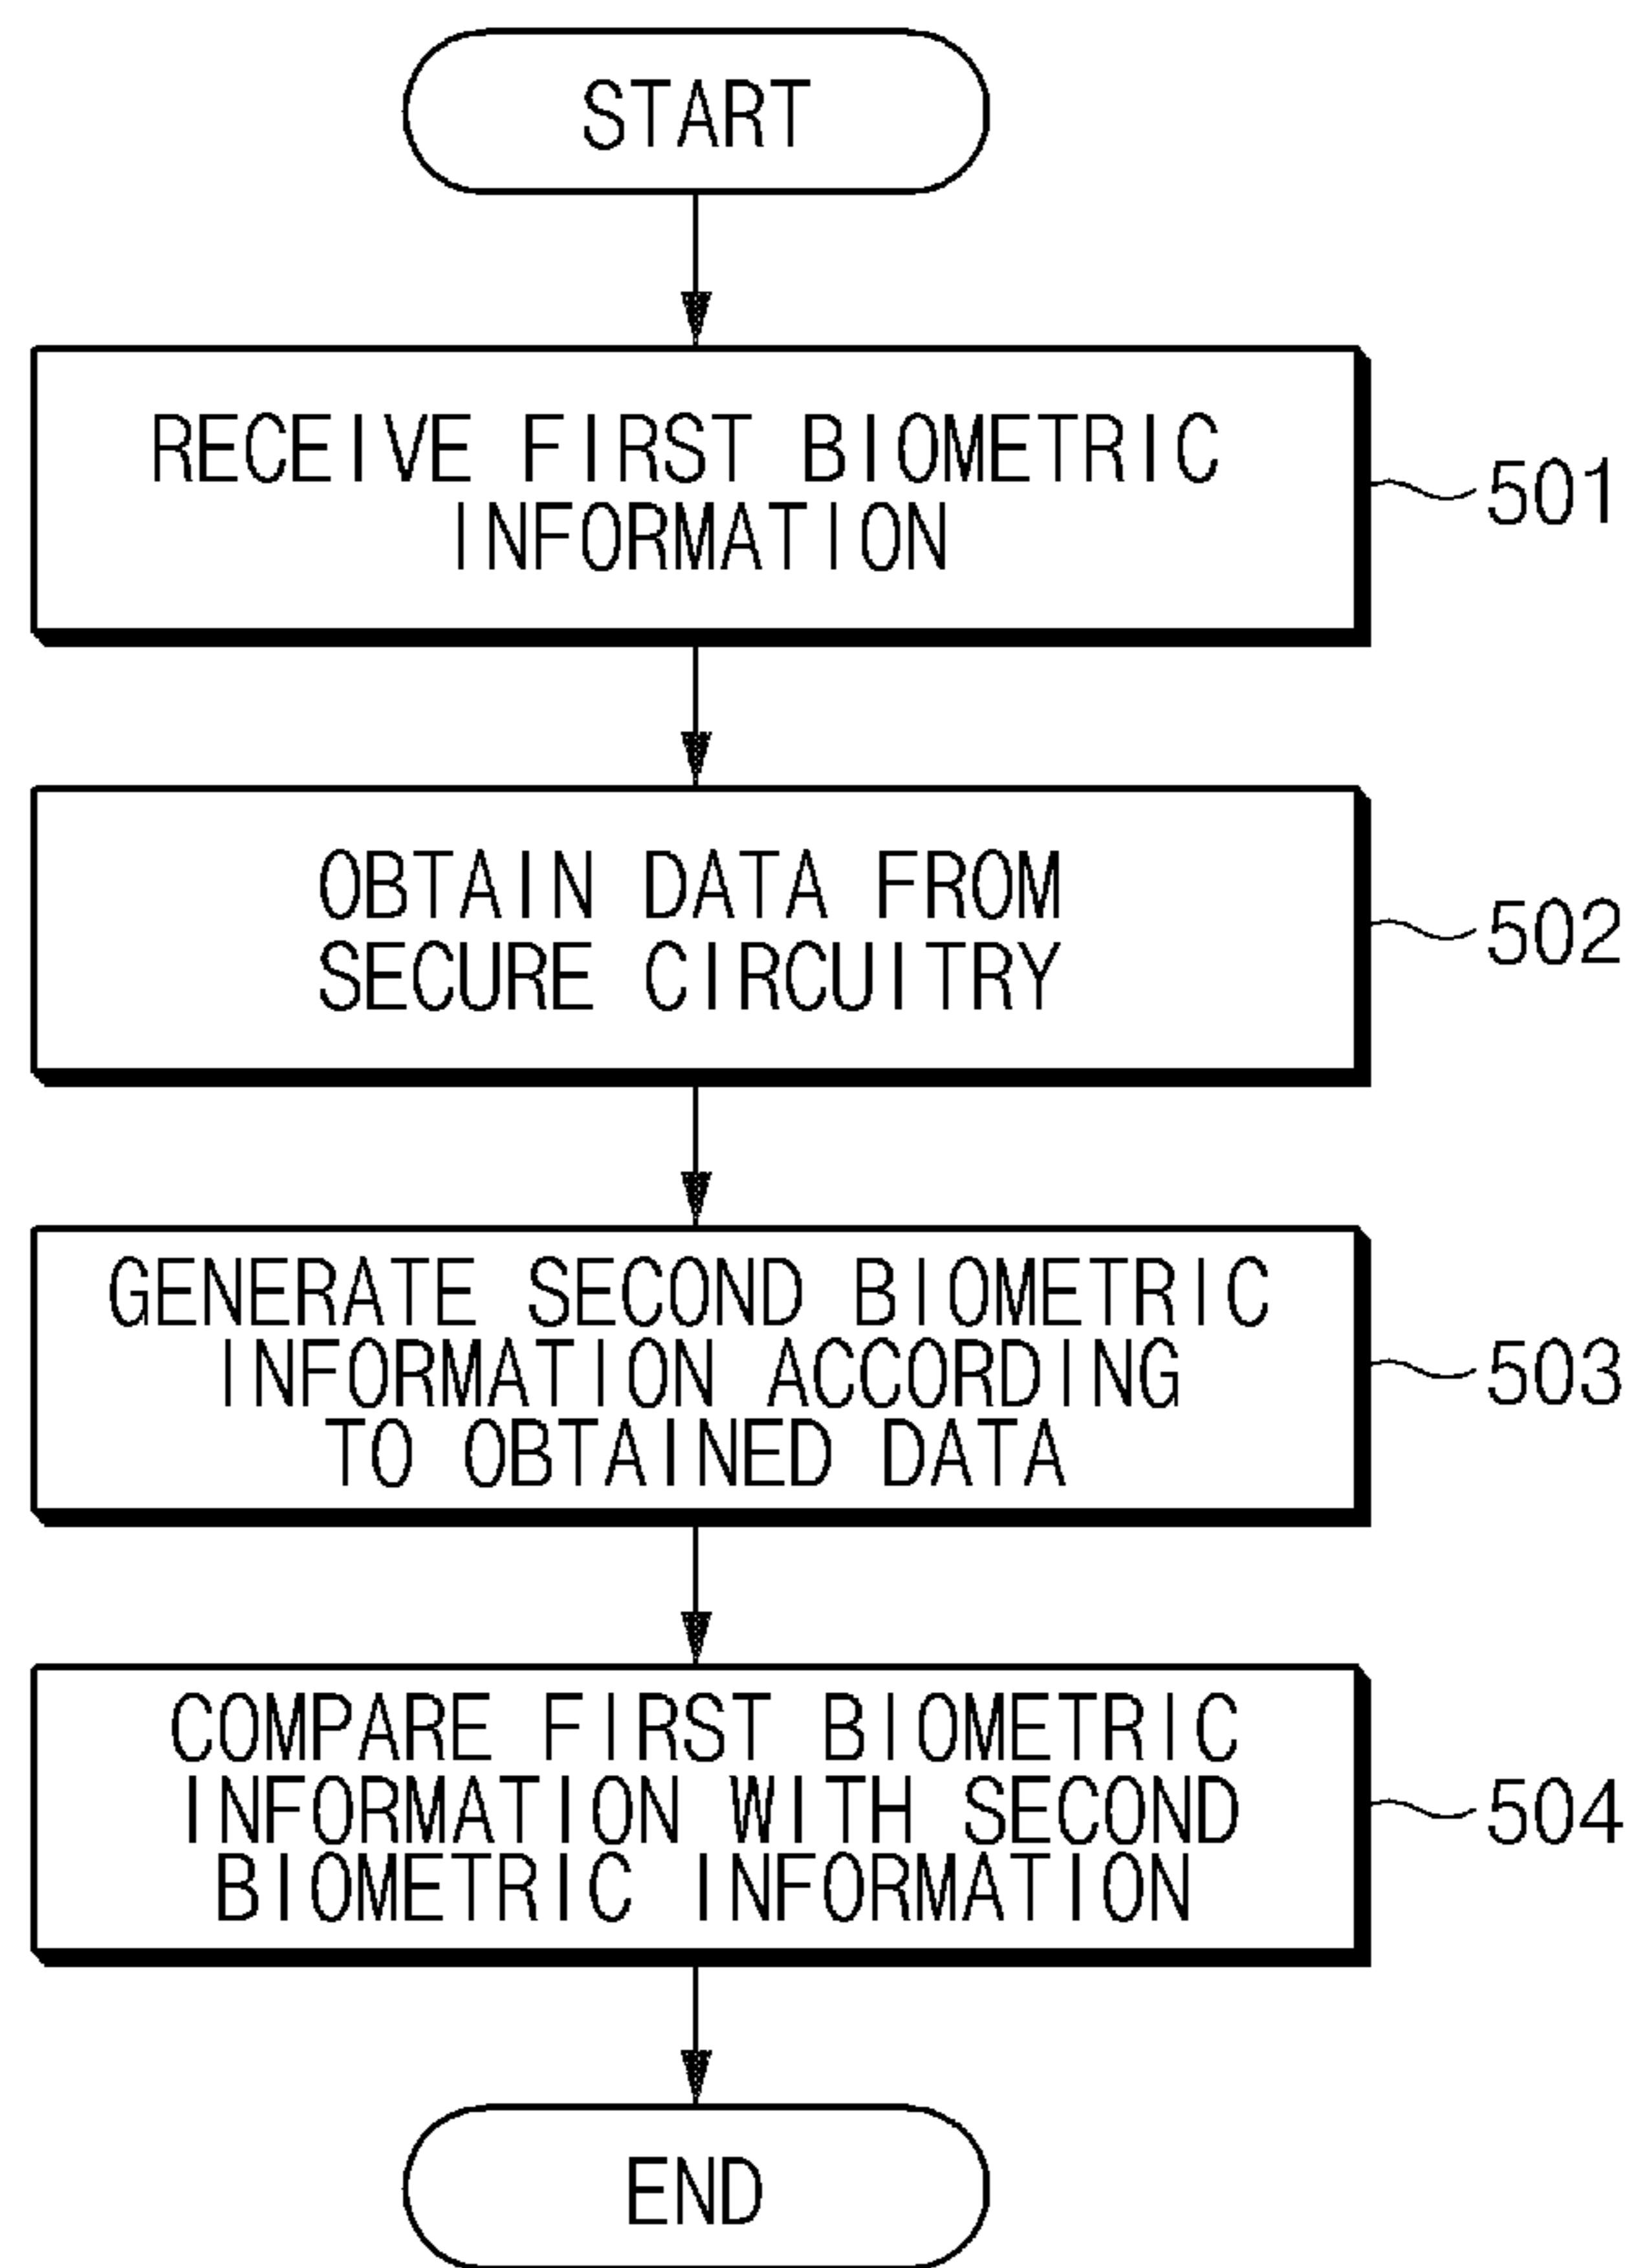 START
RECEIVE FIRST BIOMETRIC
INFORMATION
501
OBTAIN DATA FROM
SECURE CIRCUITRY
502
GENERATE SECOND BIOMETRIC
INFORMATION ACCORDING
TO OBTAINED DATA
503
COMPARE FIRST BIOMETRIC
INFORMATION WITH SECOND
BIOMETRIC INFORMATION
504
END